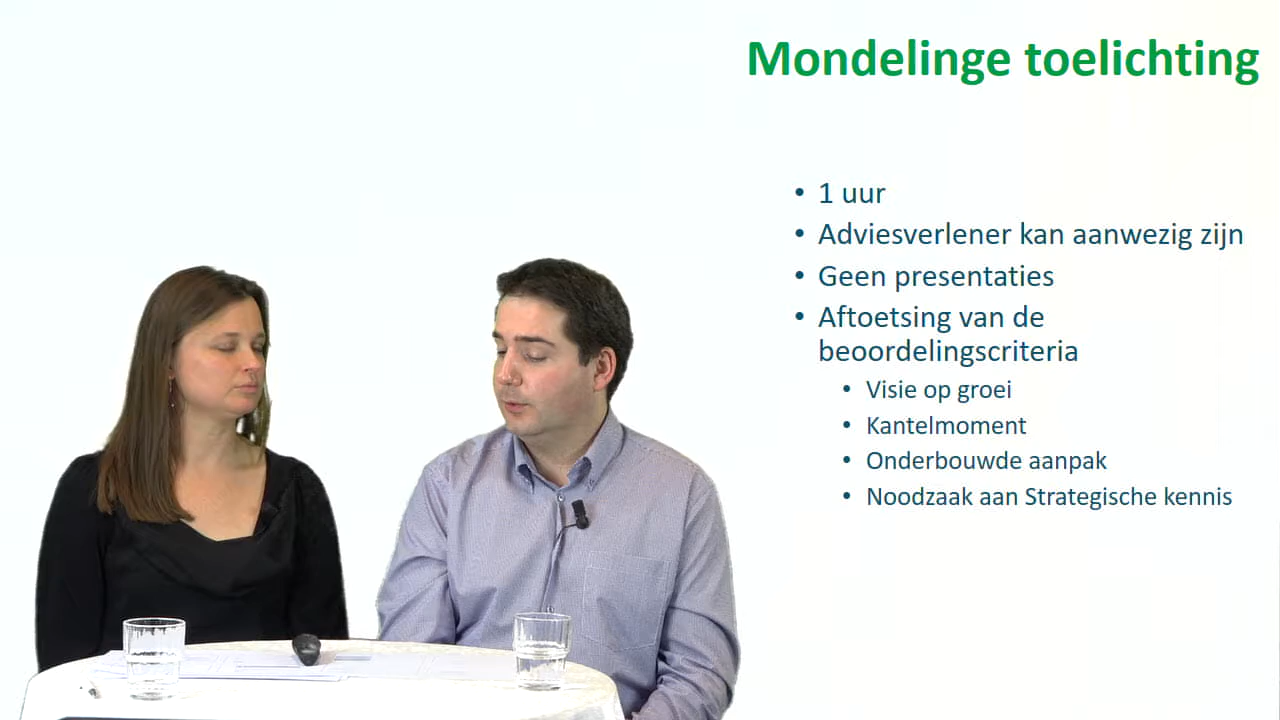 Mondelinge toelichting
• 1 uur
• Adviesverlener kan aanwezig zijn
• Geen presentaties
• Aftoetsing van de
beoordelingscriteria
• Visie op groei
• Kantelmoment
• Onderbouwde aanpak
• Noodzaak aan Strategische kennis